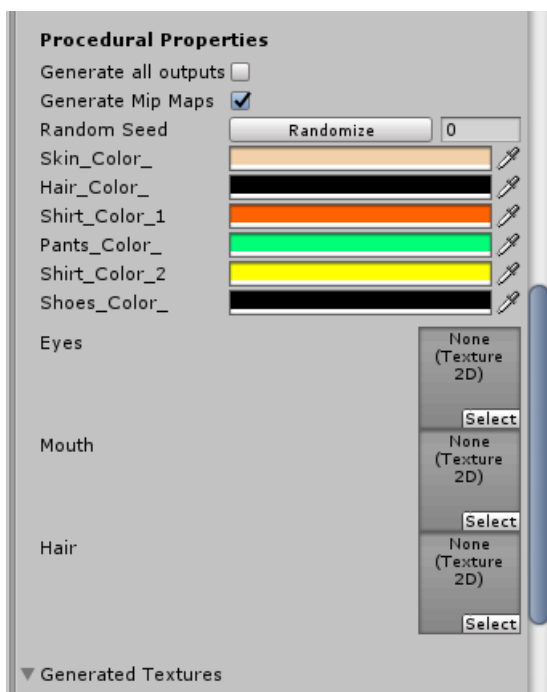 Procedural Properties
Generate all outputs
Generate Mip Maps
Random Seed Randomize 0
Skin_Color_
Hair_Color_
Shirt_Color_1
Pants_Color_
Shirt_Color_2
Shoes_Color_
Eyes
None
(Texture
2D)
Select
Mouth
None
(Texture
2D)
Select
Hair
None
(Texture
2D)
Select
Generated Textures